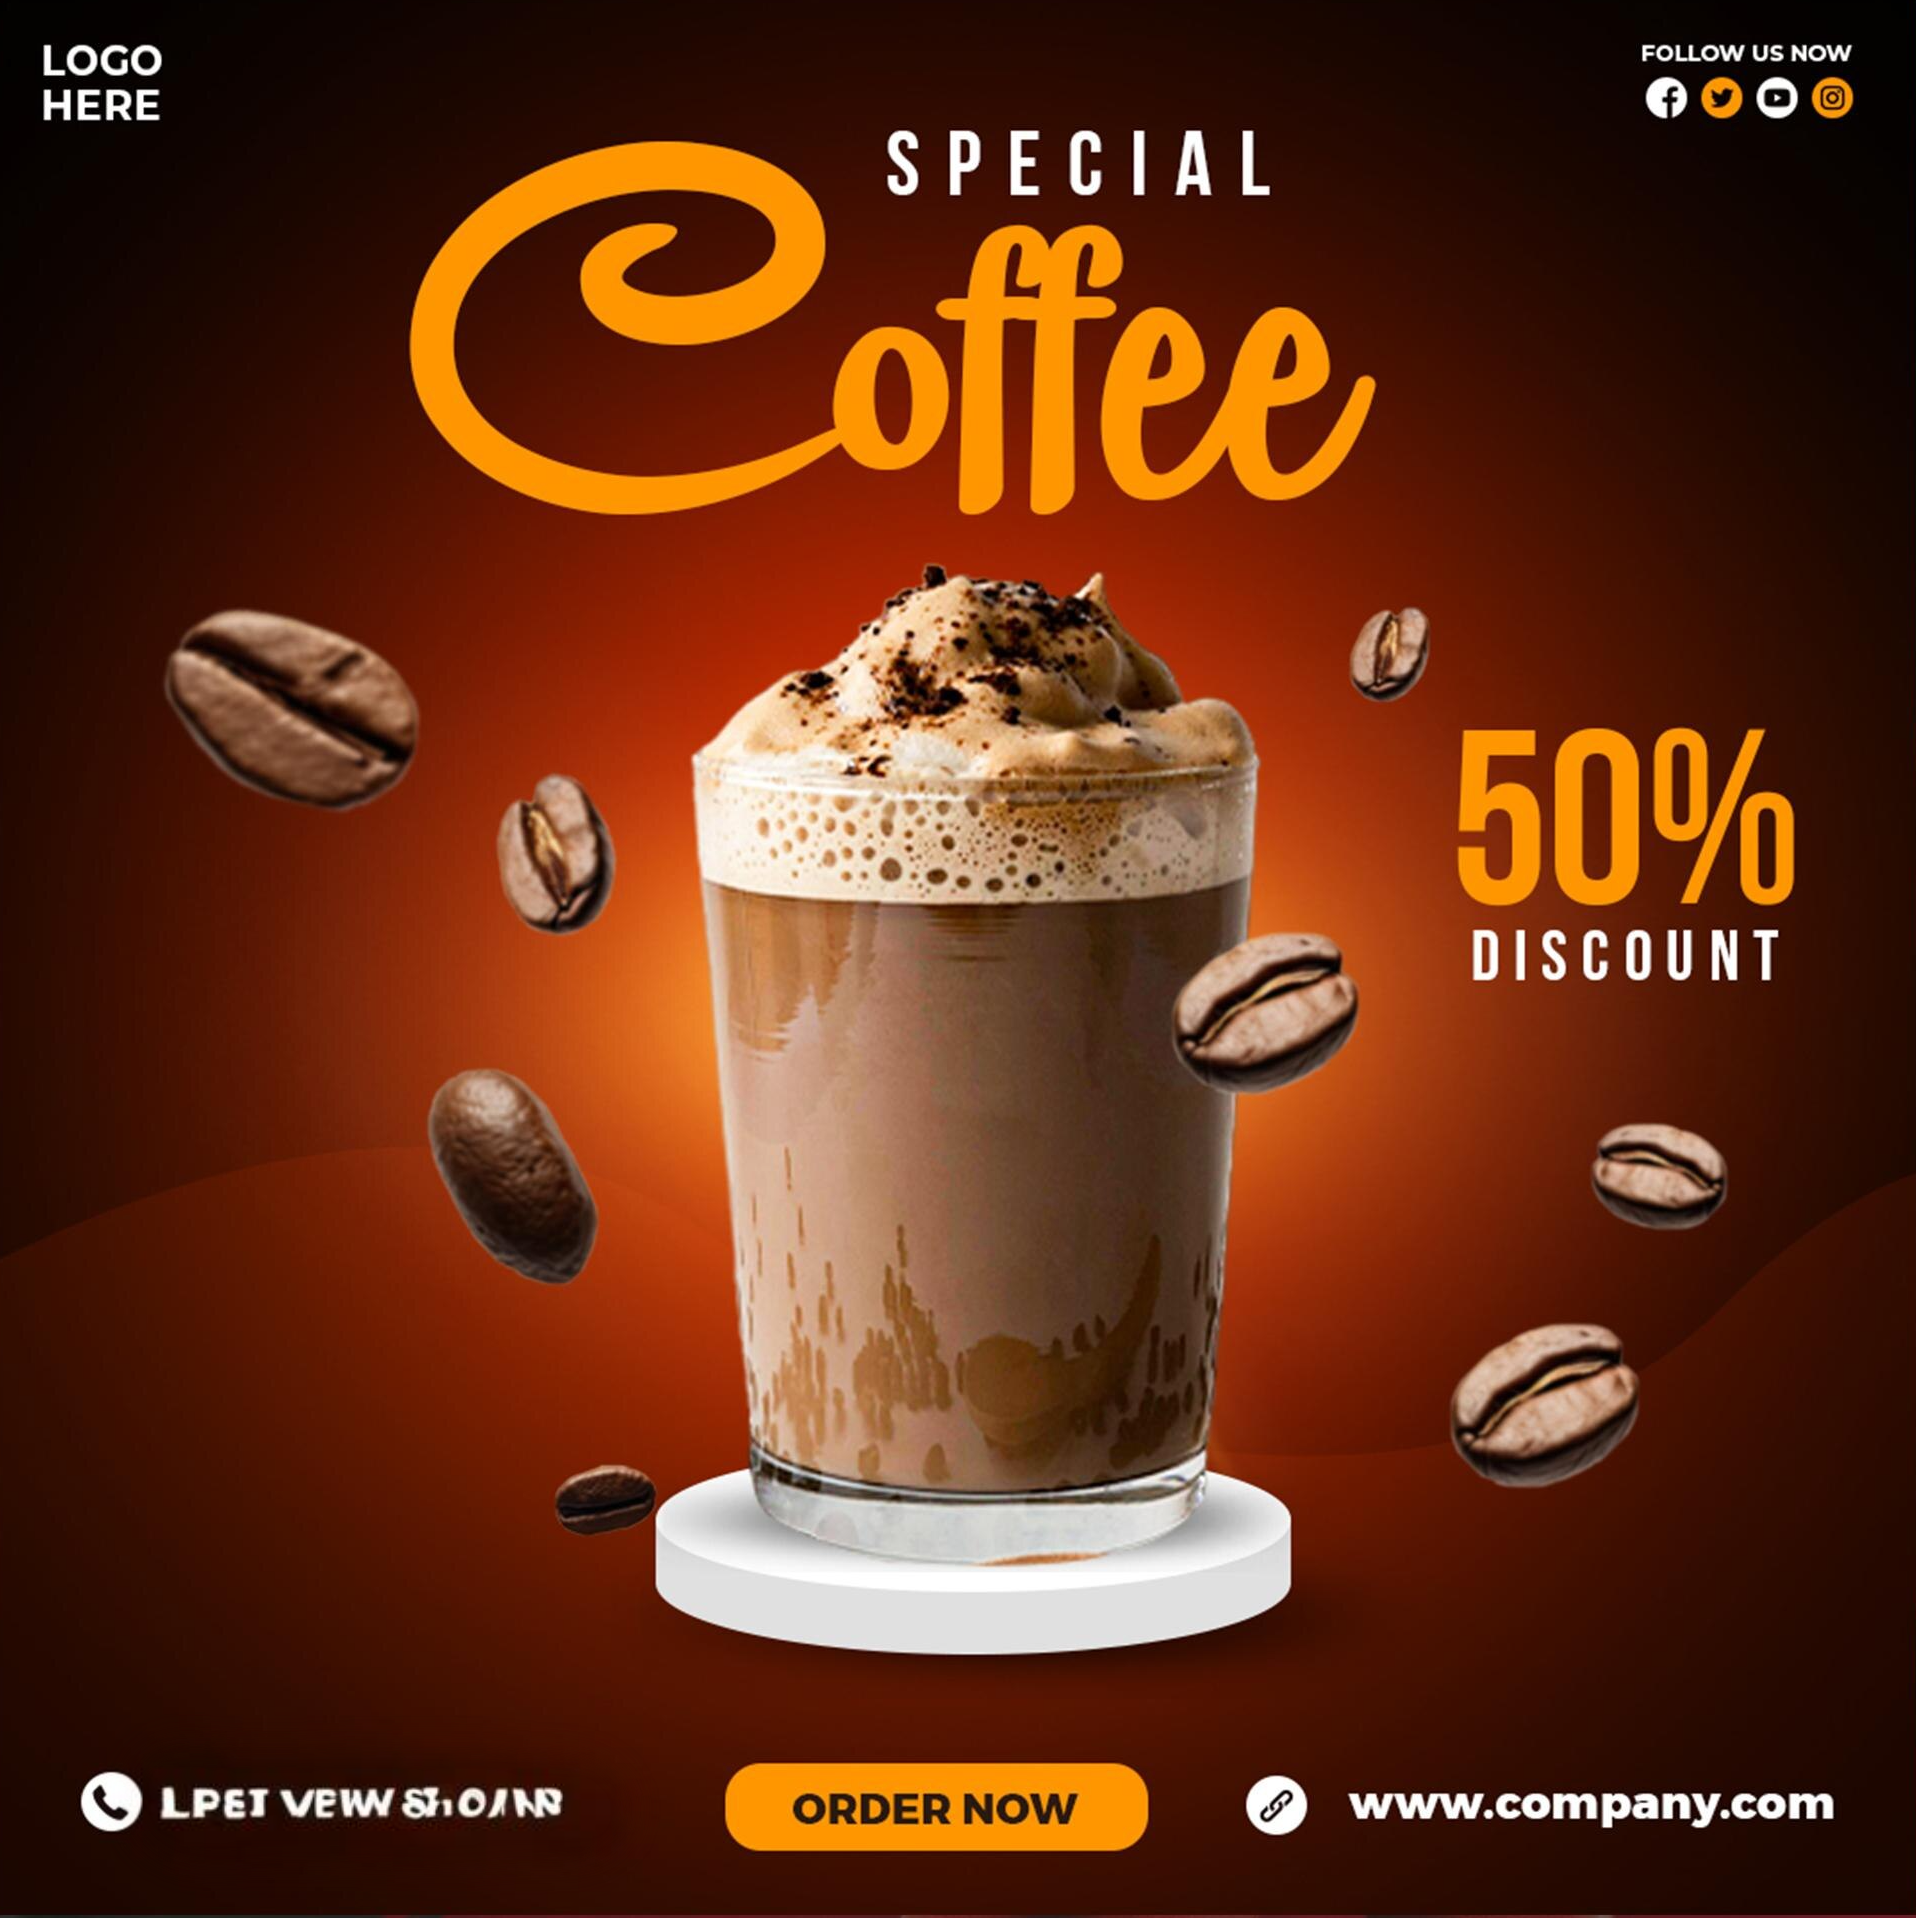 LOGO
HERE
FOLLOW US NOW
SPECIAL
Coffee
50%
DISCOUNT
ORDER NOW
www.company.com